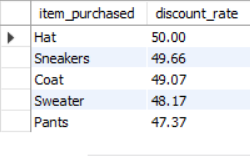 item_purchased discount_rate
Hat 50.00
Sneakers 49.66
Coat 49.07
Sweater 48.17
Pants 47.37